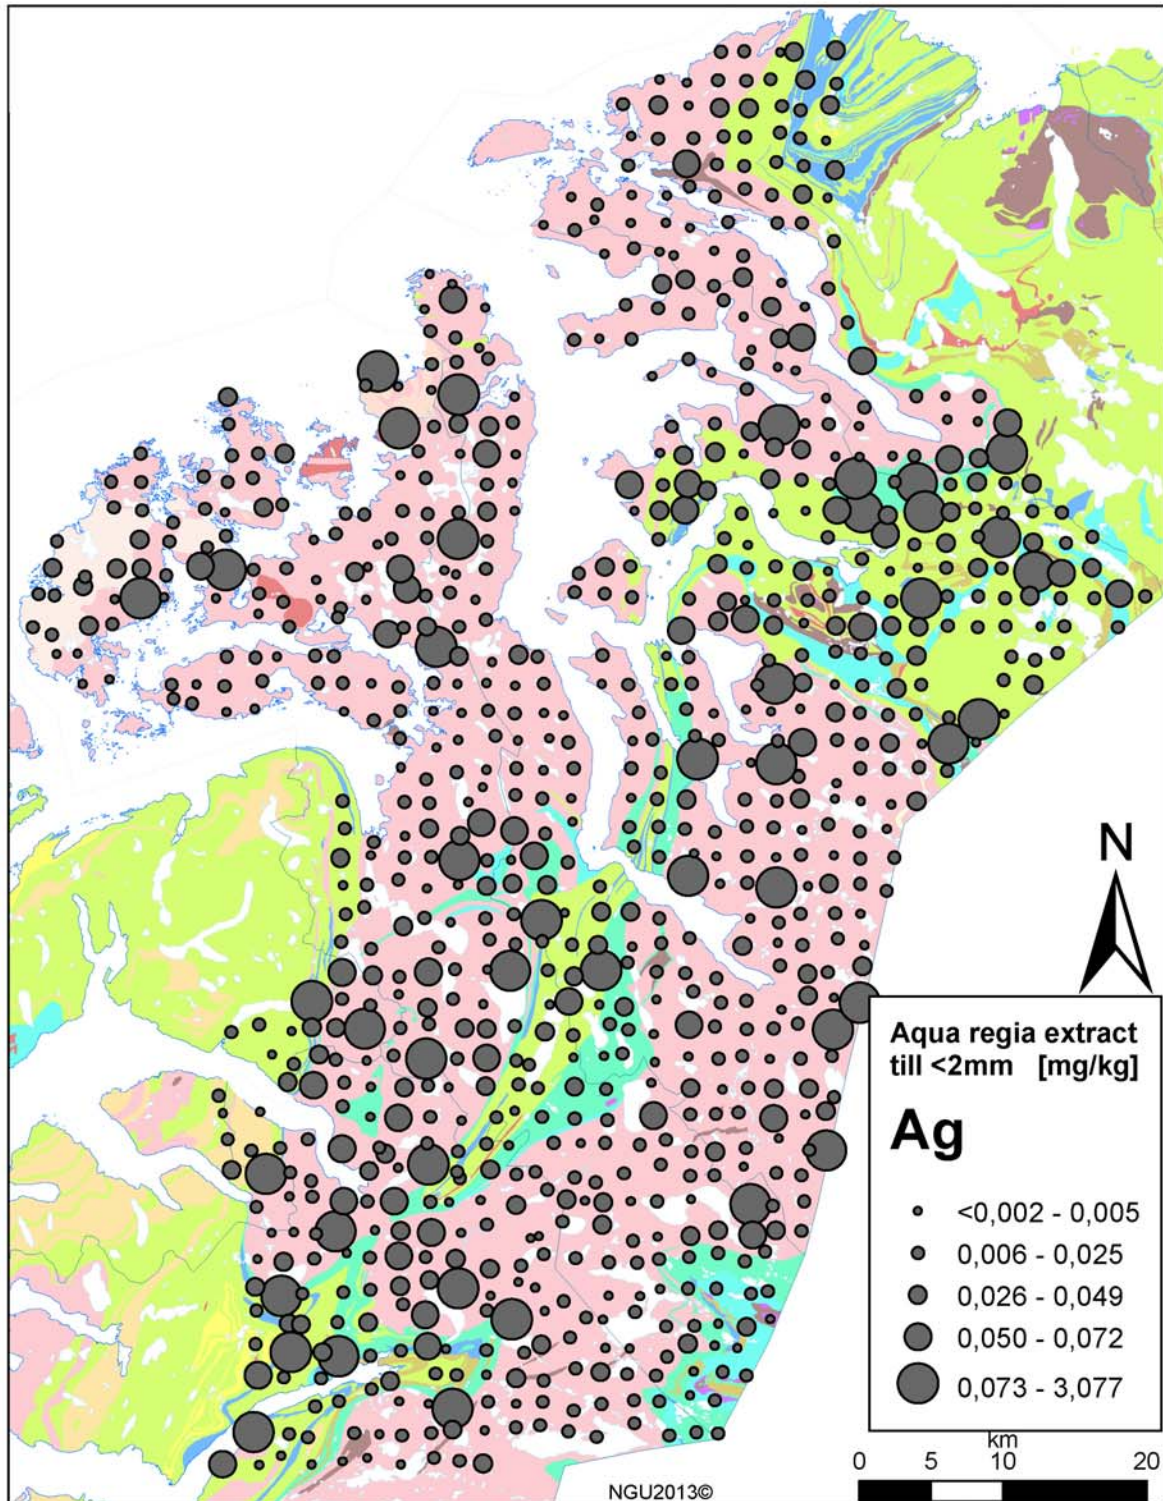 N
Aqua regia extract
till <2mm [mg/kg]
Ag
<0,002 - 0,005
0,006 - 0,025
0,026 - 0,049
0,050 - 0,072
0,073 - 3,077
km
0 5 10 20
NGU2013©